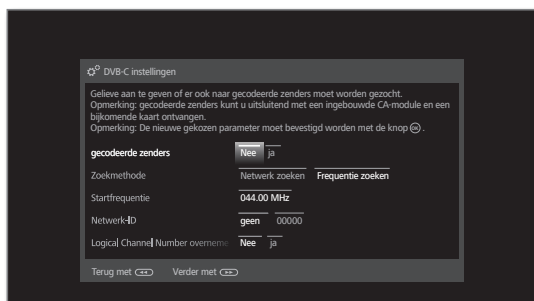 DVB-C instellingen
Gelieve aan te geven of er ook naar gecodeerde zenders moet worden gezocht.
Opmerking: gecodeerde zenders kunt u uitsluitend met een ingebouwde CA-module en een
bijkomende kaart ontvangen.
Opmerking: De nieuwe gekozen parameter moet bevestigd worden met de knop OK .
gecodeerde zenders Nee ja
Zoekmethode Netwerk zoeken Frequentie zoeken
Startfrequentie 044.00 MHz
Netwerk-ID geen 00000
Logical Channel Number overneme Nee ja
Terug met Verder met